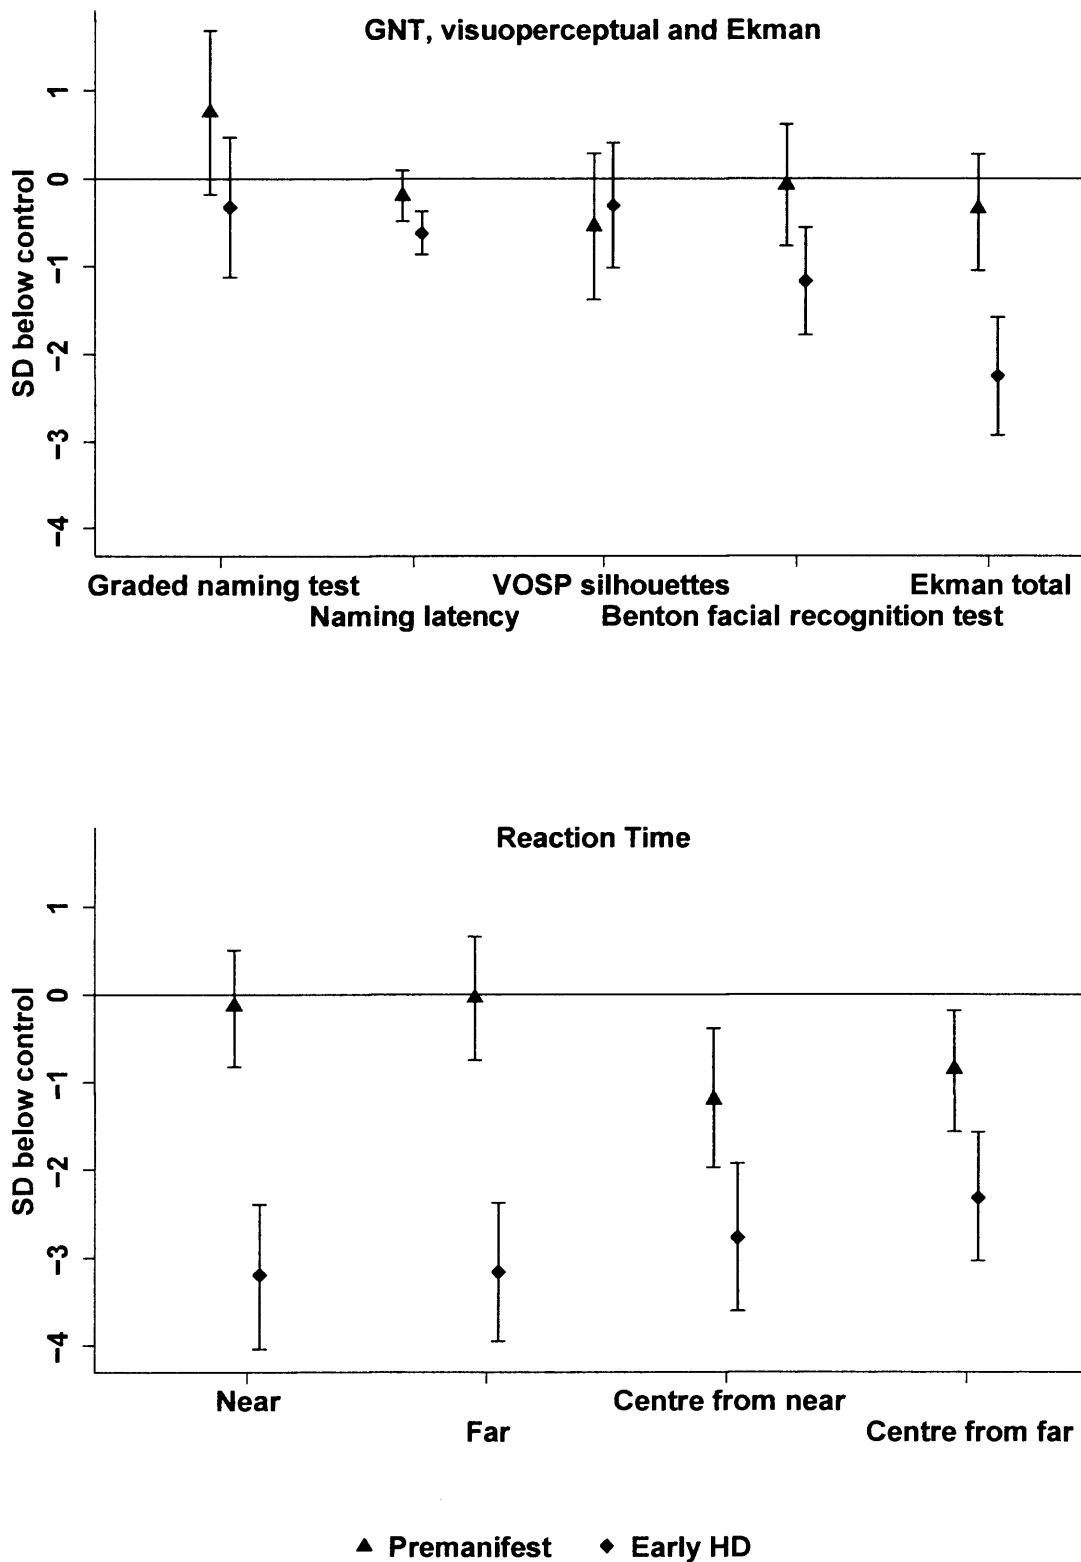 GNT, visuoperceptual and Ekman
SD below control
1
0
−1
−2
−3
−4
Graded naming test
Naming latency
VOSP silhouettes
Benton facial recognition test
Ekman total
Reaction Time
SD below control
1
0
−1
−2
−3
−4
Near
Far
Centre from near
Centre from far
▲ Premanifest ◆ Early HD